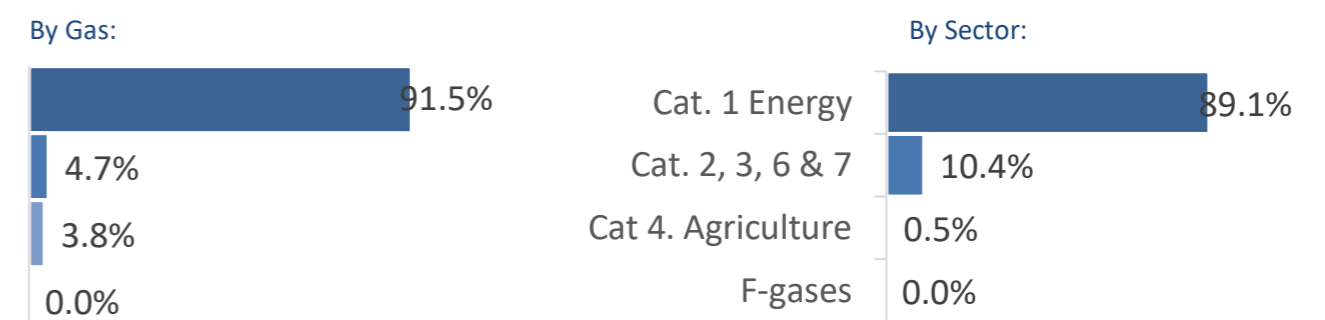 By Gas:
91.5%
4.7%
3.8%
0.0%
By Sector:
Cat. 1 Energy 89.1%
Cat. 2, 3, 6 & 7 10.4%
Cat 4. Agriculture 0.5%
F-gases 0.0%